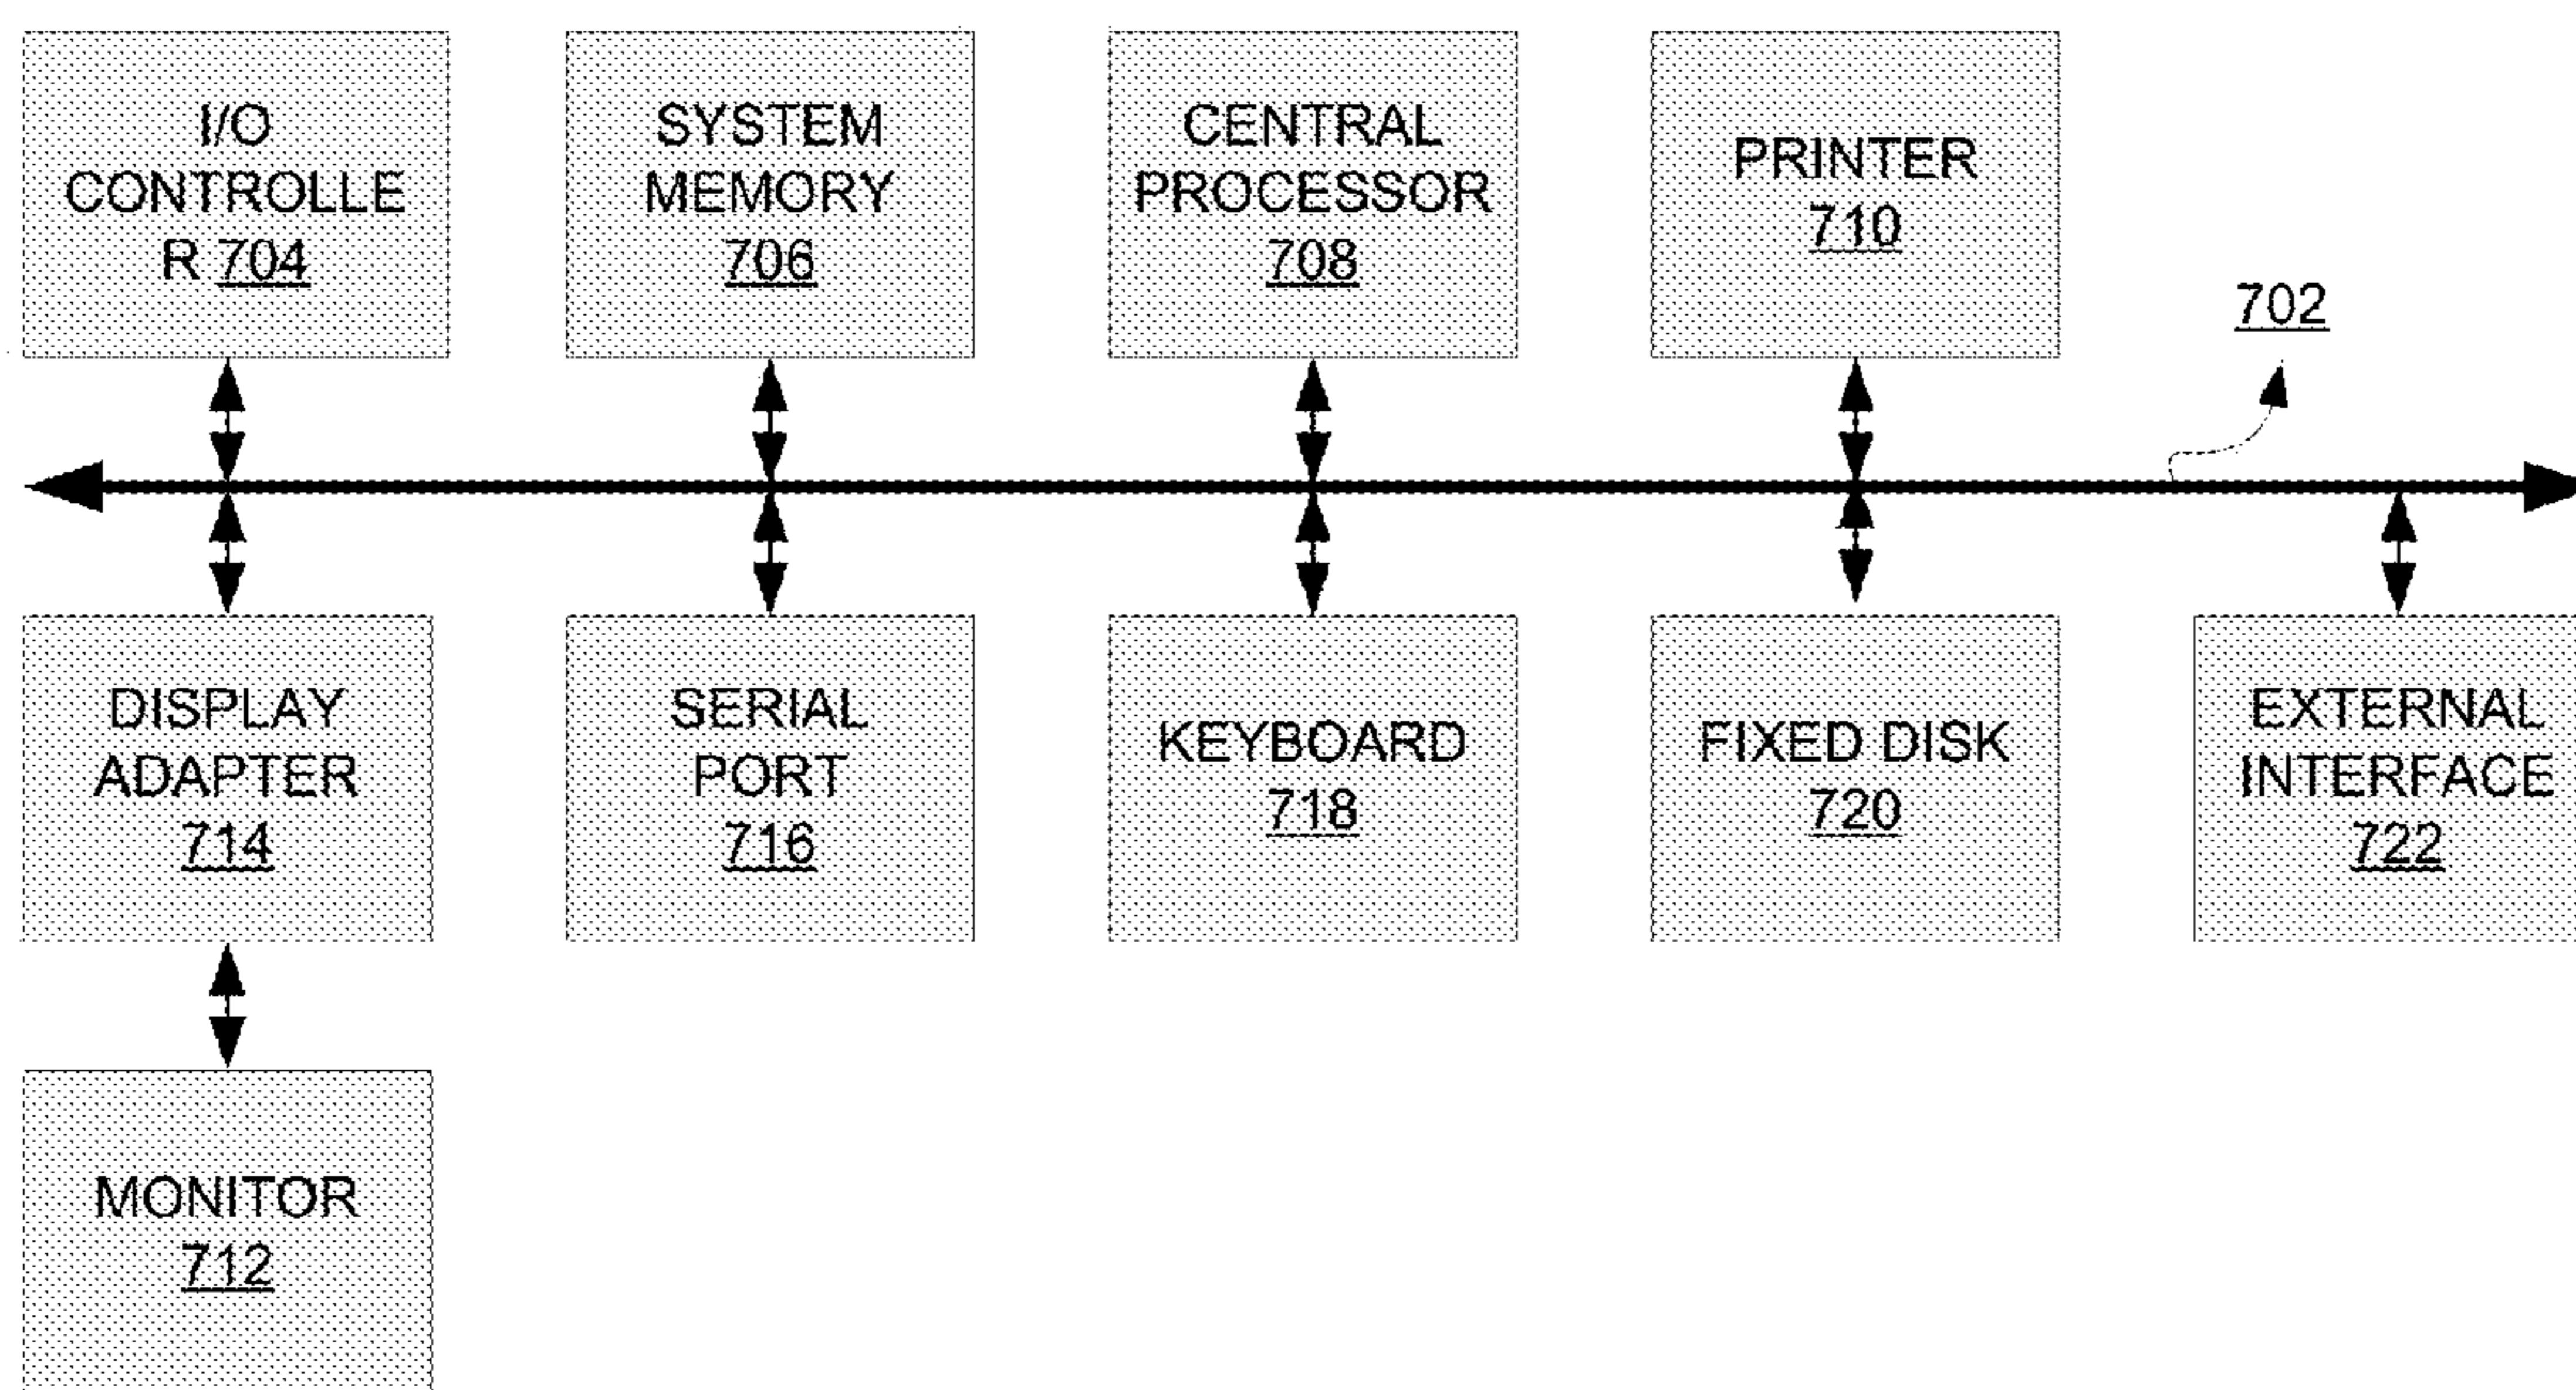 I/O
CONTROLLE
R 704
SYSTEM
MEMORY
706
CENTRAL
PROCESSOR
708
PRINTER
710
702
DISPLAY
ADAPTER
714
SERIAL
PORT
716
KEYBOARD
718
FIXED DISK
720
EXTERNAL
INTERFACE
722
MONITOR
712